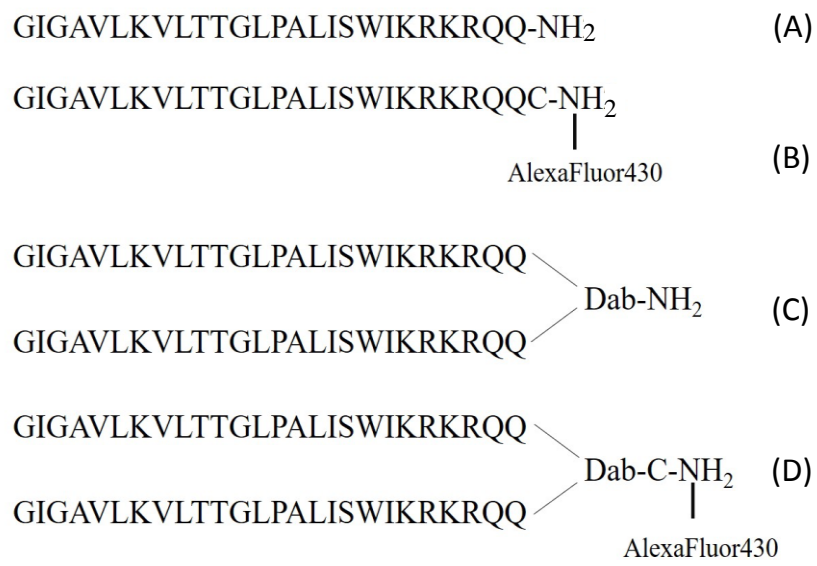 GIGAVLKVLTTGLPALISWIKRKRQQ-NH2 (A)
GIGAVLKVLTTGLPALISWIKRKRQQC-NH2
AlexaFluor430 (B)
GIGAVLKVLTTGLPALISWIKRKRQQ
Dab-NH2 (C)
GIGAVLKVLTTGLPALISWIKRKRQQ
GIGAVLKVLTTGLPALISWIKRKRQQ
Dab-C-NH2 (D)
GIGAVLKVLTTGLPALISWIKRKRQQ
AlexaFluor430